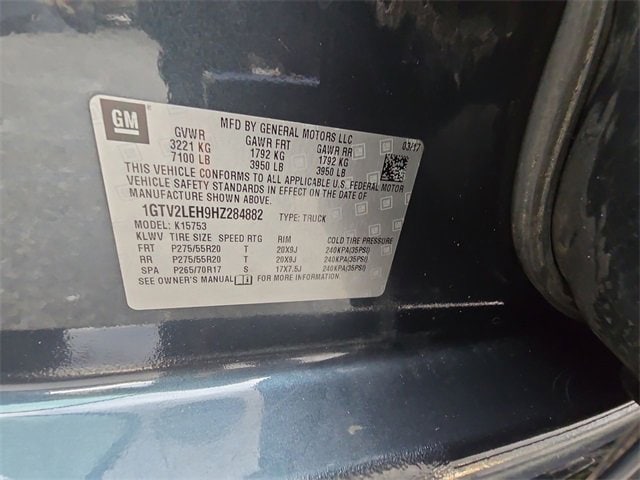 GM
MFD BY GENERAL MOTORS LLC
03/17
GVWR GAWR FRT GAWR RR
3221 KG 1792 KG 1792 KG
7100 LB 3950 LB 3950 LB
THIS VEHICLE CONFORMS TO ALL APPLICABLE U.S. FEDERAL MOTOR
VEHICLE SAFETY STANDARDS IN EFFECT ON THE DATE OF
MANUFACTURE SHOWN ABOVE.
1GTV2LEH9HZ284882 TYPE: TRUCK
MODEL: K15753
KLWV TIRE SIZE SPEED RTG RIM COLD TIRE PRESSURE
FRT P275/55R20 T 20X9J 240KPA(35PSI)
RR P275/55R20 T 20X9J 240KPA(35PSI)
SPA P265/70R17 S 17X7.5J 240KPA(35PSI)
SEE OWNER'S MANUAL FOR MORE INFORMATION.